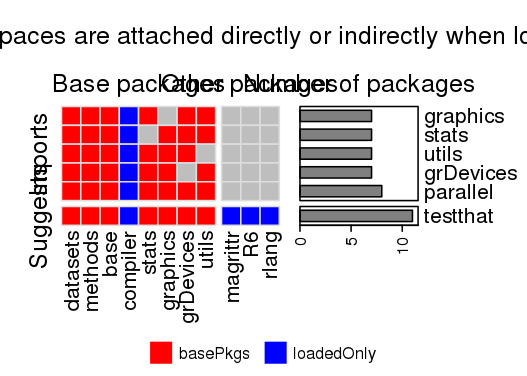 paces are attached directly or indirectly when lo
Base packages Other packages Number of packages
Imports
Suggests
graphics
stats
utils
grDevices
parallel
testthat
datasets
methods
base
compiler
stats
graphics
grDevices
utils
magrittr
R6
rlang
0 5 10
basePkgs loadedOnly